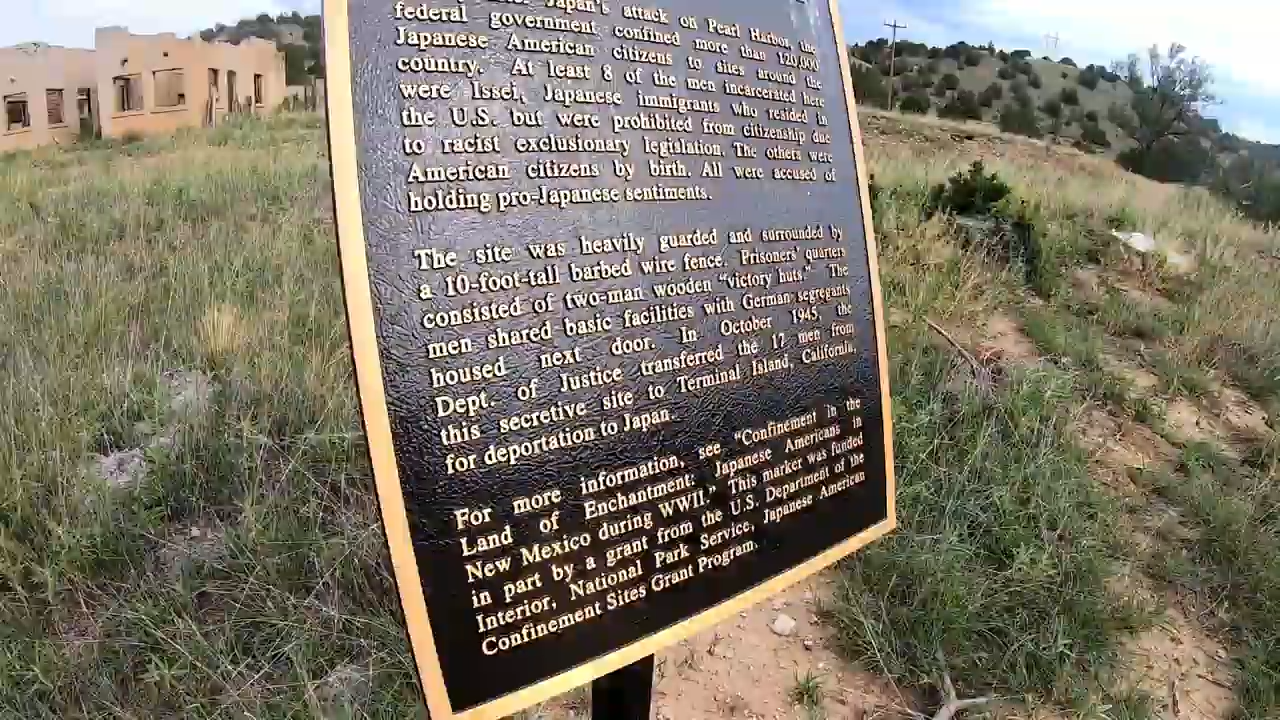 Japan's attack on Pearl Harbor, the
federal government confined more than 120,000
Japanese American citizens to sites around the
country. At least 8 of the men incarcerated here
were Issei, Japanese immigrants who resided in
the U.S. but were prohibited from citizenship due
to racist exclusionary legislation. The others were
American citizens by birth. All were accused of
holding pro-Japanese sentiments.
The site was heavily guarded and surrounded by
a 10-foot-tall barbed wire fence. Prisoners' quarters
consisted of two-man wooden "victory huts." The
men shared basic facilities with German segregants
housed next door. In October 1945, the
Dept. of Justice transferred the 17 men from
this secretive site to Terminal Island, California,
for deportation to Japan.
For more information, see "Confinement in the
Land of Enchantment: Japanese Americans in
New Mexico during WWII." This marker was funded
in part by a grant from the U.S. Department of the
Interior, National Park Service, Japanese American
Confinement Sites Grant Program.